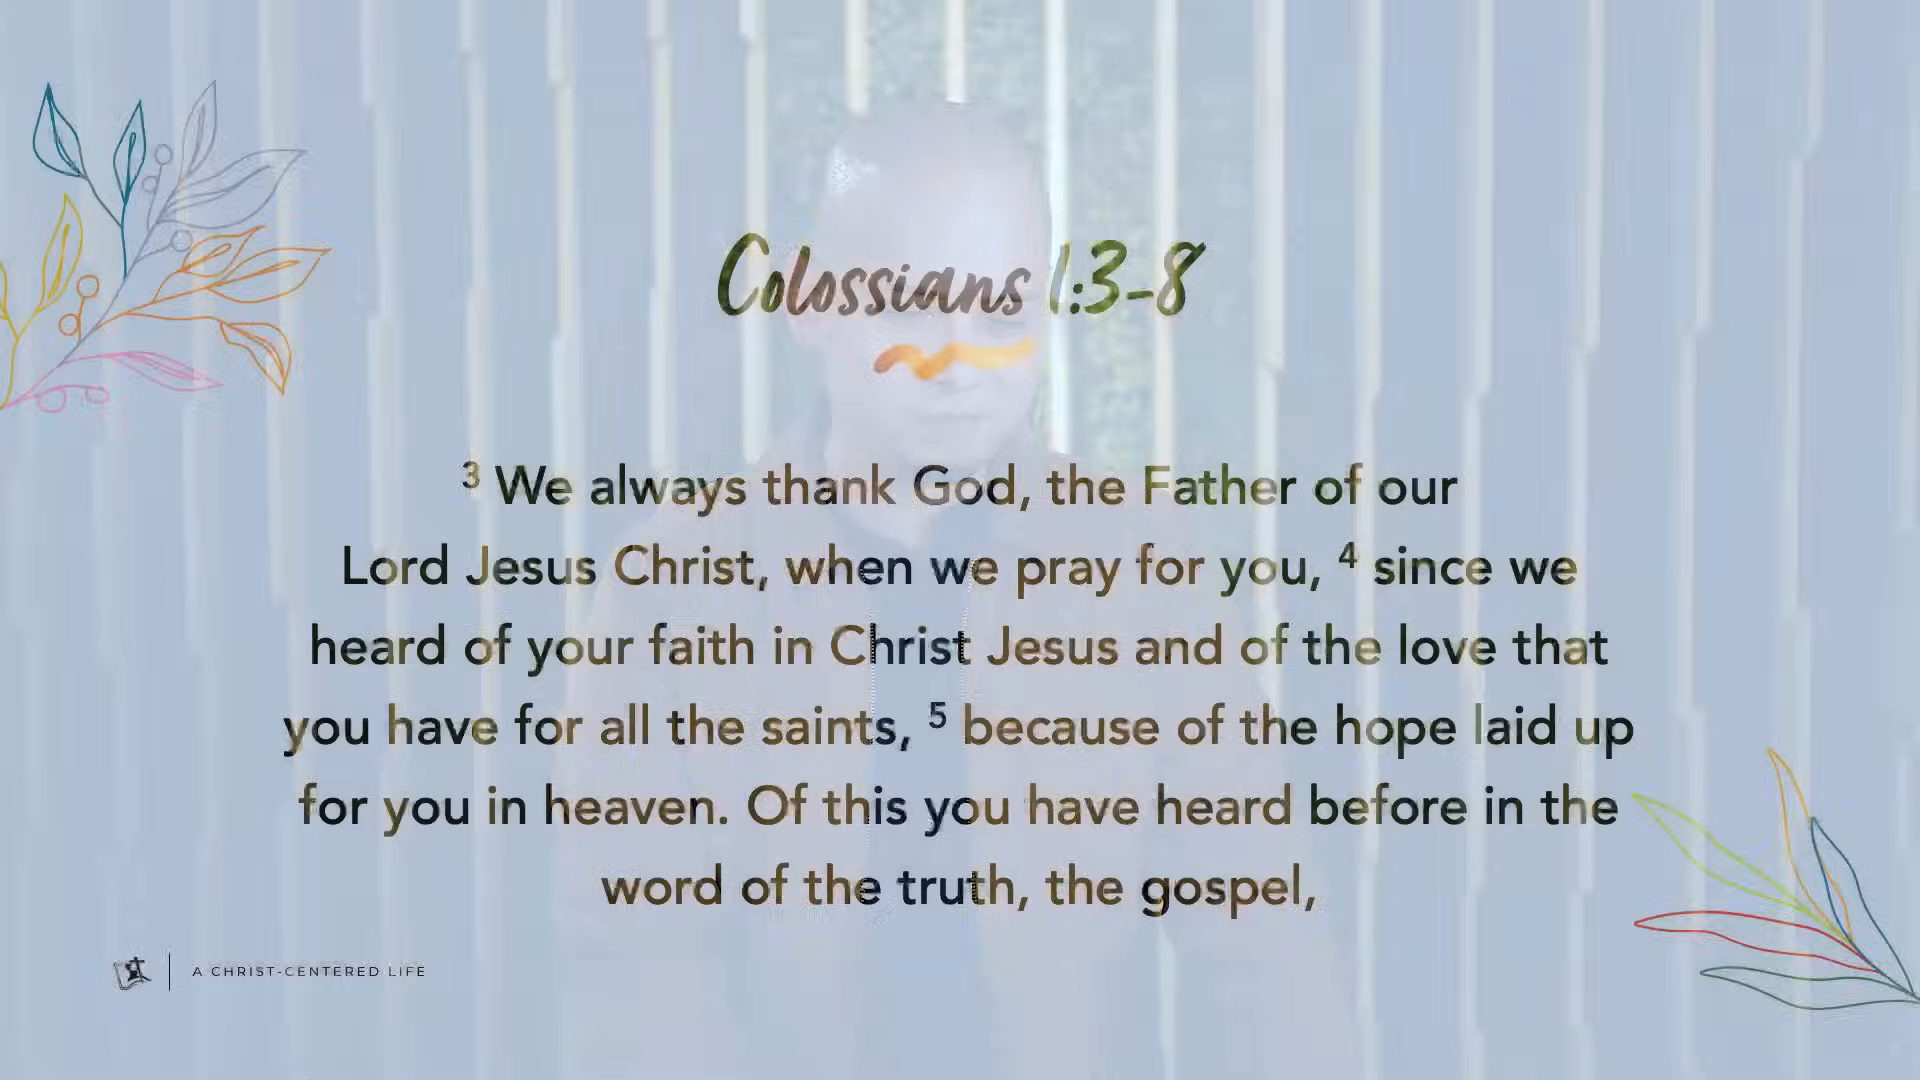 Colossians 1:3-8
3 We always thank God, the Father of our
Lord Jesus Christ, when we pray for you, 4 since we
heard of your faith in Christ Jesus and of the love that
you have for all the saints, 5 because of the hope laid up
for you in heaven. Of this you have heard before in the
word of the truth, the gospel,
A CHRIST-CENTERED LIFE